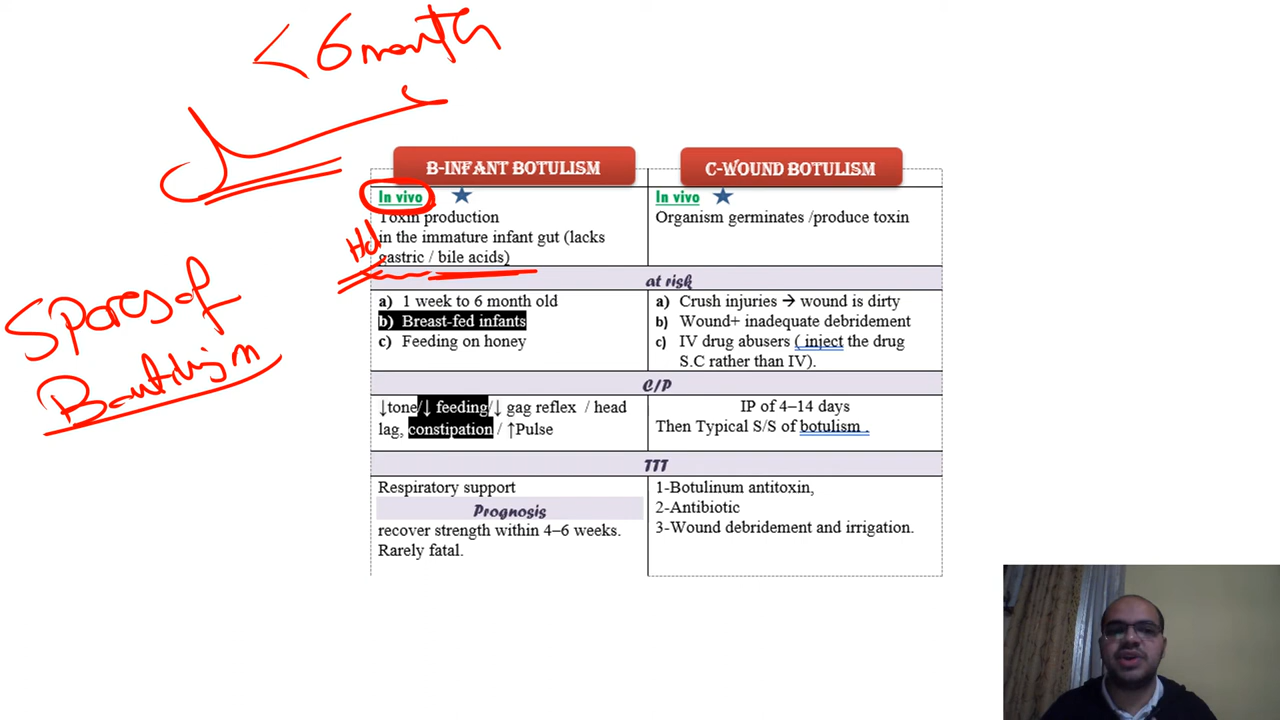 < 6 month
B-INFANT BOTULISM
In vivo
Toxin production
in the immature infant gut (lacks
gastric / bile acids)
Hcl
Spores of
Boutilism
C-WOUND BOTULISM
In vivo
Organism germinates /produce toxin
at risk
a) 1 week to 6 month old
b) Breast-fed infants
c) Feeding on honey
a) Crush injuries → wound is dirty
b) Wound+ inadequate debridement
c) IV drug abusers ( inject the drug
S.C rather than IV).
C/P
↓tone/↓ feeding/↓ gag reflex / head
lag, constipation / ↑Pulse
IP of 4–14 days
Then Typical S/S of botulism .
TTT
Respiratory support
Prognosis
recover strength within 4–6 weeks.
Rarely fatal.
1-Botulinum antitoxin,
2-Antibiotic
3-Wound debridement and irrigation.